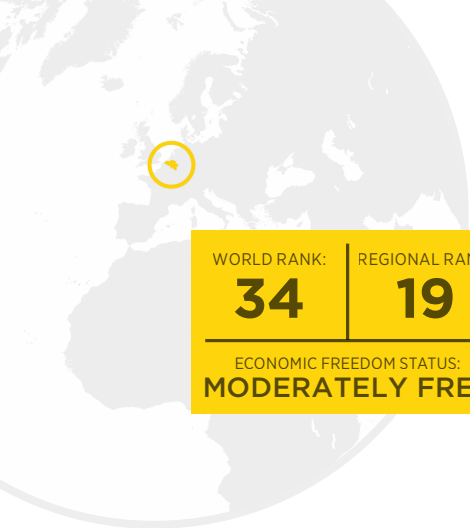 WORLD RANK:
REGIONAL RAN
34
19
ECONOMIC FREEDOM STATUS:
MODERATELY FRE